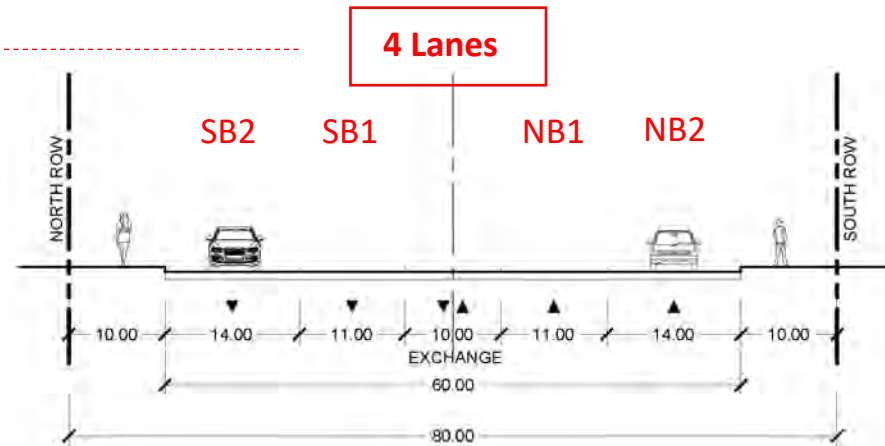 4 Lanes
SB2 SB1 NB1 NB2
NORTH ROW
SOUTH ROW
10.00 14.00 11.00 10.00 11.00 14.00 10.00
EXCHANGE
60.00
80.00